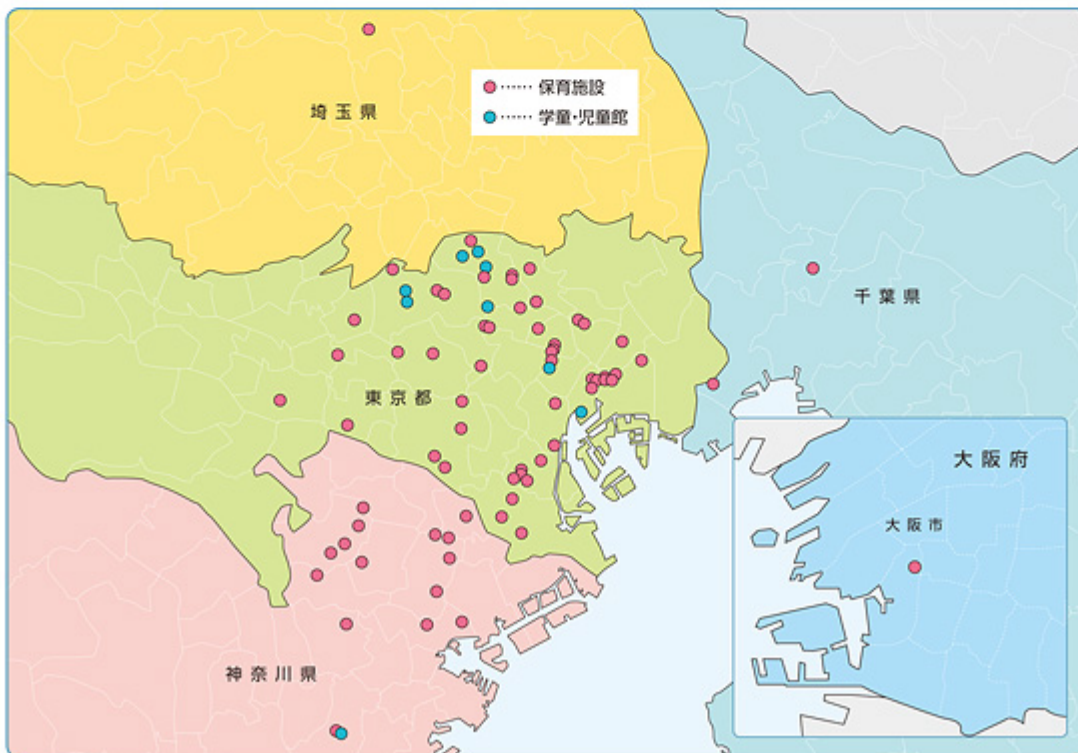 ●…… 保育施設
●…… 学童・児童館
埼玉県
千葉県
東京都
大阪府
大阪市
神奈川県